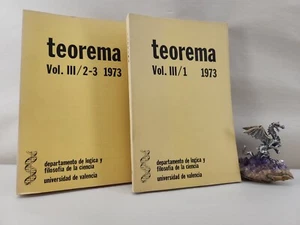 teorema
Vol. III/2-3 1973
departamento de lógica y
filosofía de la ciencia
universidad de valencia
teorema
Vol. III/1 1973
departamento de lógica y
filosofía de la ciencia
universidad de valencia